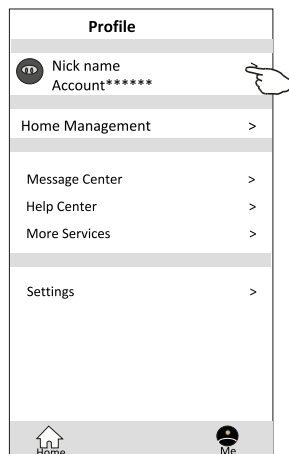 Profile
Nick name
Account******
Home Management >
Message Center >
Help Center >
More Services >
Settings >
Home Me